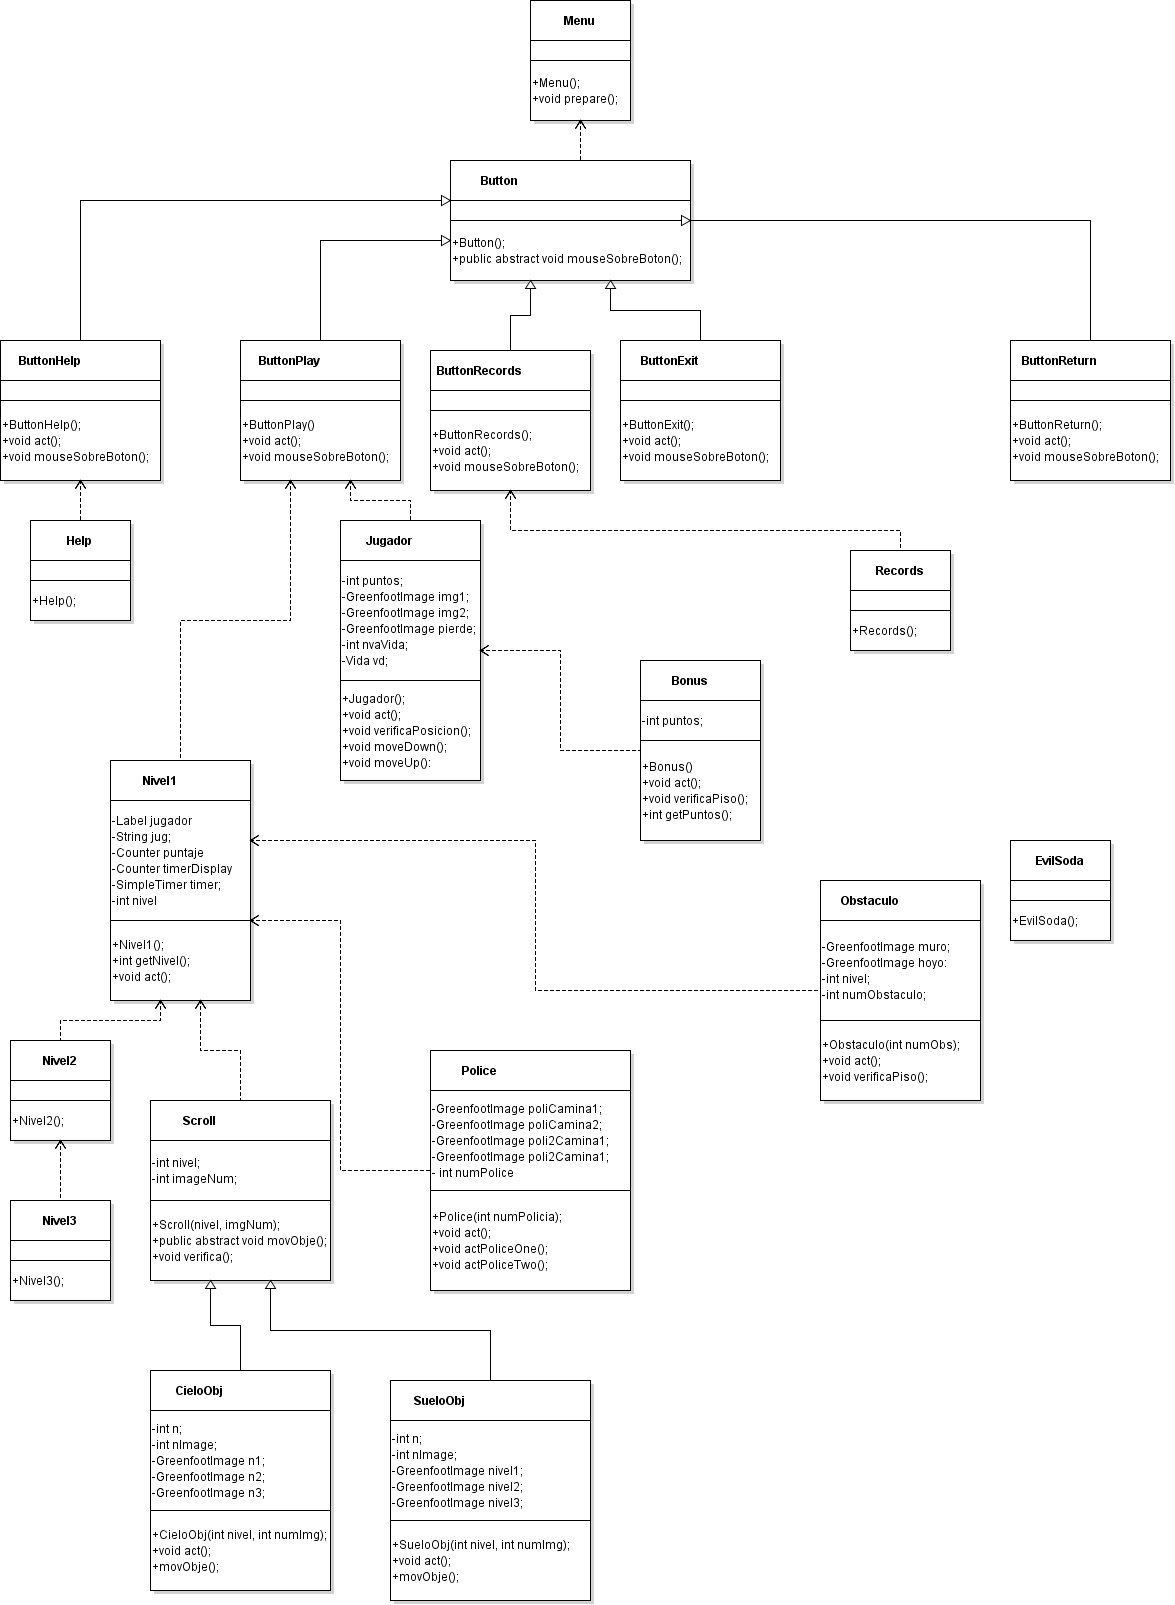 Menu
+Menu();
+void prepare();
Button
+Button();
+public abstract void mouseSobreBoton();
ButtonHelp
+ButtonHelp();
+void act();
+void mouseSobreBoton();
ButtonPlay
+ButtonPlay()
+void act();
+void mouseSobreBoton();
ButtonRecords
+ButtonRecords();
+void act();
+void mouseSobreBoton();
ButtonExit
+ButtonExit();
+void act();
+void mouseSobreBoton();
ButtonReturn
+ButtonReturn();
+void act();
+void mouseSobreBoton();
Help
+Help();
Jugador
-int puntos;
-GreenfootImage img1;
-GreenfootImage img2;
-GreenfootImage pierde;
-int nvaVida;
-Vida vd;
+Jugador();
+void act();
+void verificaPosicion();
+void moveDown();
+void moveUp():
Records
+Records();
Bonus
-int puntos;
+Bonus()
+void act();
+void verificaPiso();
+int getPuntos();
Nivel1
-Label jugador
-String jug;
-Counter puntaje
-Counter timerDisplay
-SimpleTimer timer;
-int nivel
+Nivel1();
+int getNivel();
+void act();
EvilSoda
+EvilSoda();
Obstaculo
-GreenfootImage muro;
-GreenfootImage hoyo:
-int nivel;
-int numObstaculo;
+Obstaculo(int numObs);
+void act();
+void verificaPiso();
Nivel2
+Nivel2();
Scroll
-int nivel;
-int imageNum;
+Scroll(nivel, imgNum);
+public abstract void movObje();
+void verifica();
Police
-GreenfootImage poliCamina1;
-GreenfootImage poliCamina2;
-GreenfootImage poli2Camina1;
-GreenfootImage poli2Camina1;
- int numPolice
+Police(int numPolicia);
+void act();
+void actPoliceOne();
+void actPoliceTwo();
Nivel3
+Nivel3();
CieloObj
-int n;
-int nImage;
-GreenfootImage n1;
-GreenfootImage n2;
-GreenfootImage n3;
+CieloObj(int nivel, int numImg);
+void act();
+movObje();
SueloObj
-int n;
-int nImage;
-GreenfootImage nivel1;
-GreenfootImage nivel2;
-GreenfootImage nivel3;
+SueloObj(int nivel, int numImg);
+void act();
+movObje();